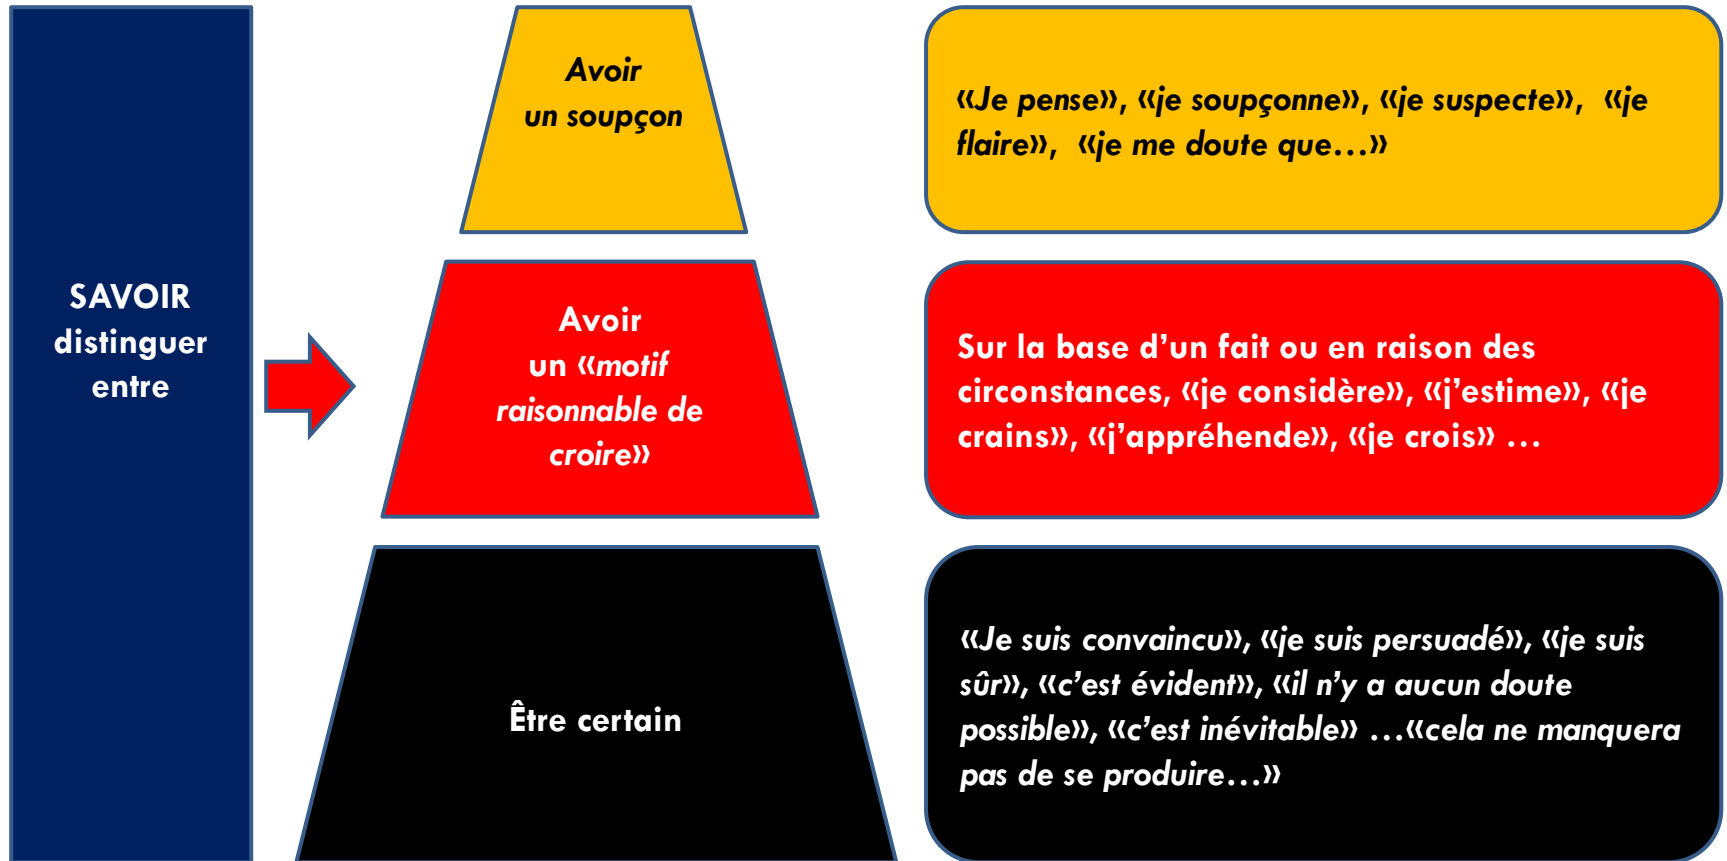 SAVOIR
distinguer
entre
Avoir
un soupçon
«Je pense», «je soupçonne», «je suspecte», «je
flaire», «je me doute que…»
Avoir
un «motif
raisonnable de
croire»
Sur la base d’un fait ou en raison des
circonstances, «je considère», «j’estime», «je
crains», «j’appréhende», «je crois» …
Être certain
«Je suis convaincu», «je suis persuadé», «je suis
sûr», «c’est évident», «il n’y a aucun doute
possible», «c’est inévitable» …«cela ne manquera
pas de se produire…»